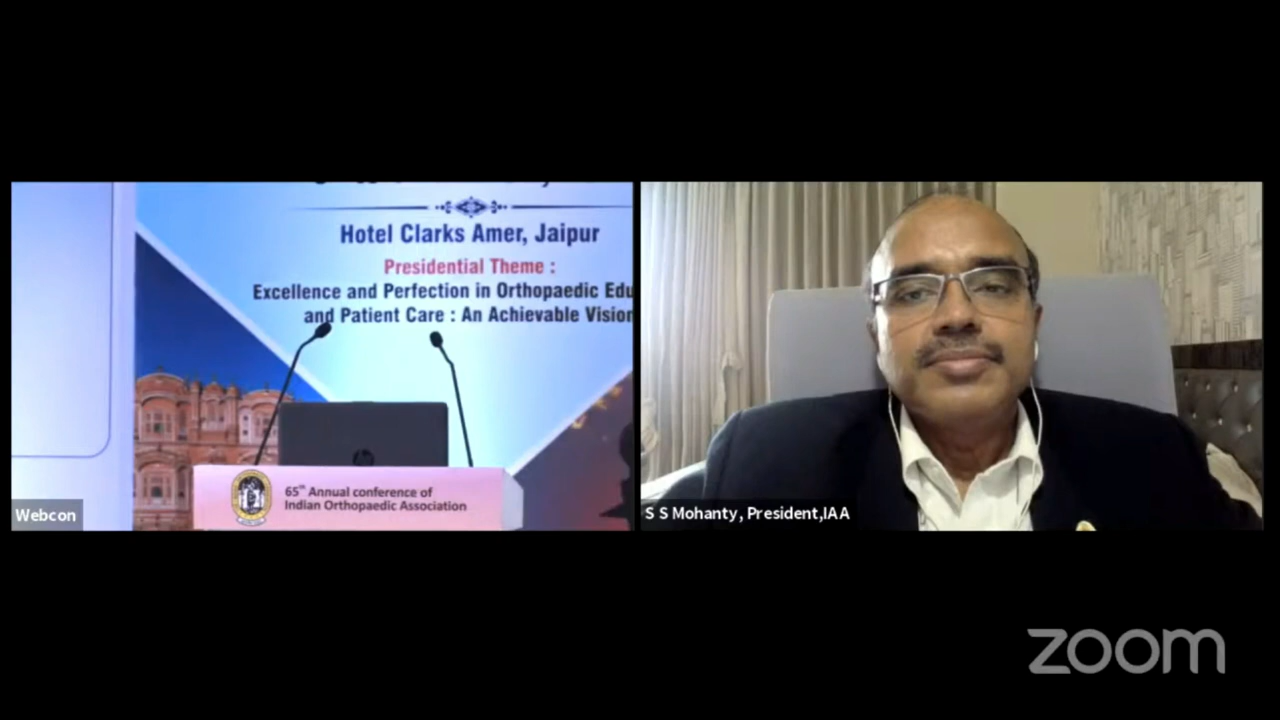 Hotel Clarks Amer, Jaipur
Presidential Theme :
Excellence and Perfection in Orthopaedic Edu
and Patient Care : An Achievable Vision
65th Annual conference of
Indian Orthopaedic Association
hp
Webcon
S S Mohanty, President,IAA
zoom